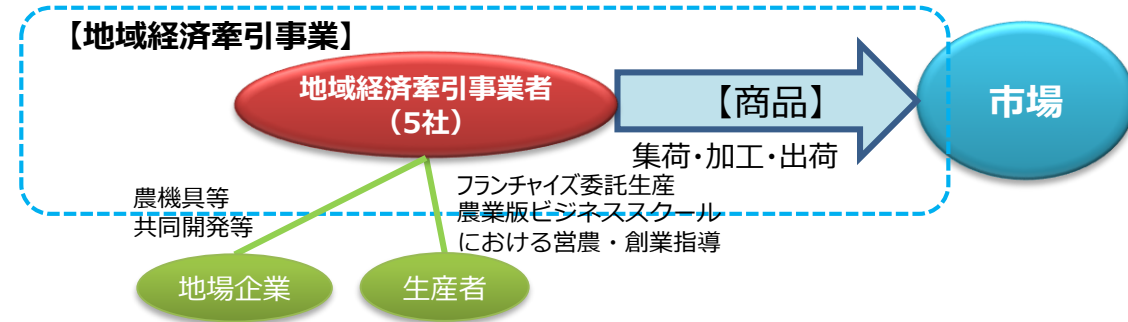 【地域経済牽引事業】
地域経済牽引事業者
（5社）
【商品】
市場
集荷・加工・出荷
農機具等
共同開発等
フランチャイズ委託生産
農業版ビジネススクール
における営農・創業指導
地場企業
生産者